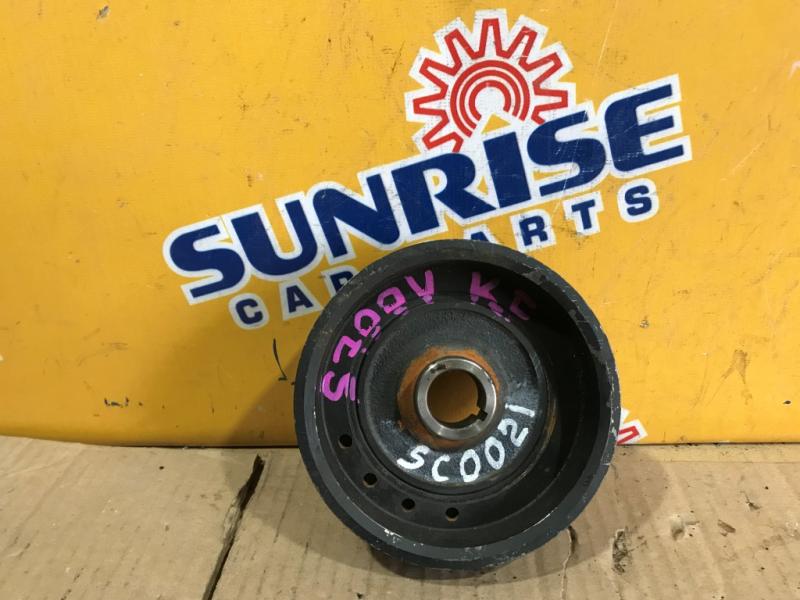 SUNRISE
CAR PARTS
S200V KF
SC0021